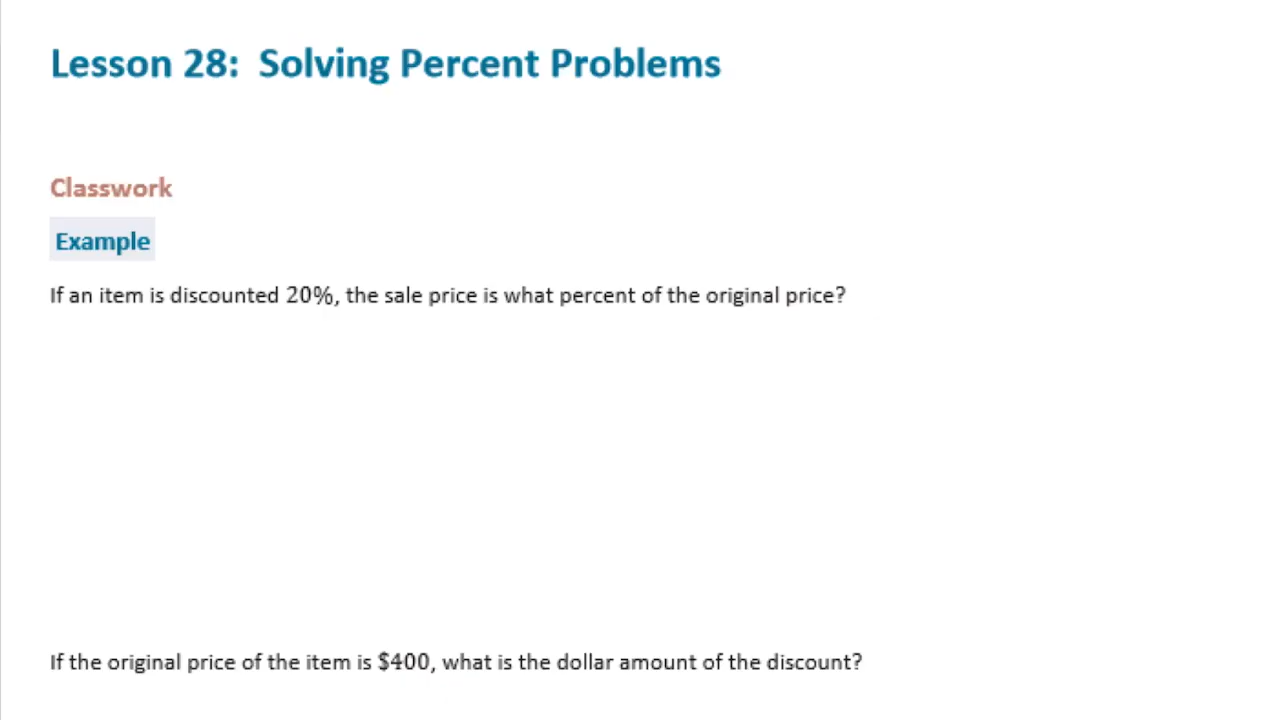 Lesson 28:  Solving Percent Problems
Classwork
Example
If an item is discounted 20%, the sale price is what percent of the original price?
If the original price of the item is $400, what is the dollar amount of the discount?